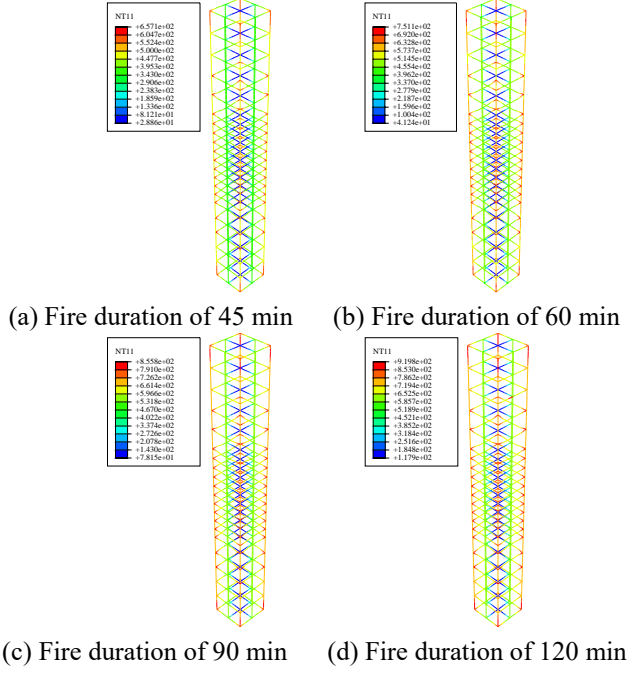 NT11
+6.571e+02
+6.047e+02
+5.524e+02
+5.000e+02
+4.477e+02
+3.953e+02
+3.430e+02
+2.906e+02
+2.383e+02
+1.859e+02
+1.336e+02
+8.121e+01
+2.886e+01
NT11
+7.511e+02
+6.920e+02
+6.328e+02
+5.737e+02
+5.145e+02
+4.554e+02
+3.962e+02
+3.370e+02
+2.779e+02
+2.187e+02
+1.596e+02
+1.004e+02
+4.124e+01
(a) Fire duration of 45 min
(b) Fire duration of 60 min
NT11
+8.558e+02
+7.910e+02
+7.262e+02
+6.614e+02
+5.966e+02
+5.318e+02
+4.670e+02
+4.022e+02
+3.374e+02
+2.726e+02
+2.078e+02
+1.430e+02
+7.815e+01
NT11
+9.198e+02
+8.530e+02
+7.862e+02
+7.194e+02
+6.525e+02
+5.857e+02
+5.189e+02
+4.521e+02
+3.852e+02
+3.184e+02
+2.516e+02
+1.848e+02
+1.179e+02
(c) Fire duration of 90 min
(d) Fire duration of 120 min